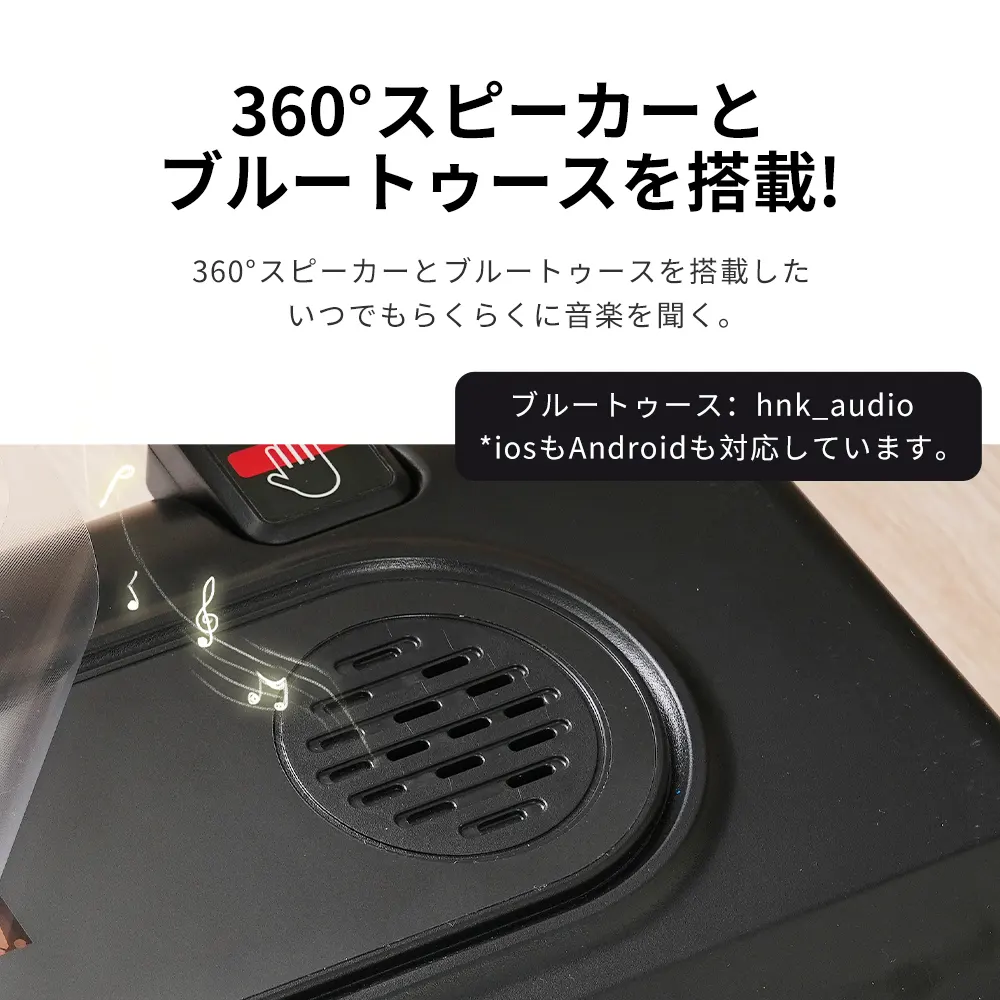 360°スピーカーと
ブルートゥースを搭載!
360°スピーカーとブルートゥースを搭載した
いつでもらくらくに音楽を聞く。
ブルートゥース：hnk_audio
*iosもAndroidも対応しています。